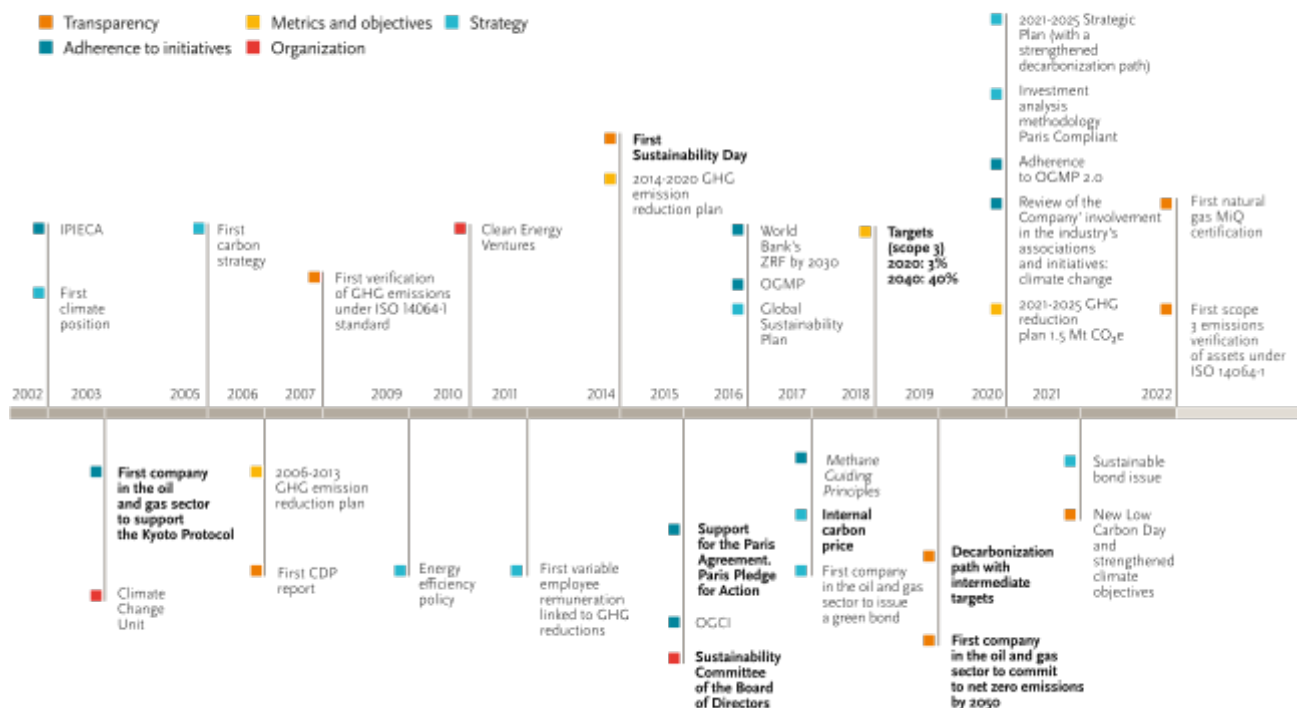 Transparency
Metrics and objectives
Strategy
Adherence to initiatives
Organization
IPIECA
First
climate
position
First
carbon
strategy
First verification
of GHG emissions
under ISO 14064-1
standard
Clean Energy
Ventures
First
Sustainability Day
2014-2020 GHG
emission
reduction plan
World
Bank's
ZRF by 2030
OGMP
Global
Sustainability
Plan
Targets
(scope 3)
2020: 3%
2040: 40%
2021-2025 Strategic
Plan (with a
strengthened
decarbonization path)
Investment
analysis
methodology
Paris Compliant
Adherence
to OGMP 2.0
Review of the
Company' involvement
in the industry's
associations
and initiatives:
climate change
2021-2025 GHG
reduction
plan 1.5 Mt CO₂e
First natural
gas MiQ
certification
First scope
3 emissions
verification
of assets under
ISO 14064-1
2002
2003
2005
2006
2007
2009
2010
2011
2014
2015
2016
2017
2018
2019
2020
2021
2022
First company
in the oil
and gas sector
to support
the Kyoto Protocol
Climate
Change
Unit
2006-2013
GHG emission
reduction plan
First CDP
report
Energy
efficiency
policy
First variable
employee
remuneration
linked to GHG
reductions
Support
for the Paris
Agreement.
Paris Pledge
for Action
OGCI
Sustainability
Committee
of the Board
of Directors
Methane
Guiding
Principles
Internal
carbon
price
First company
in the oil and gas
sector to issue
a green bond
Decarbonization
path with
intermediate
targets
First company
in the oil and gas
sector to commit
to net zero emissions
by 2050
Sustainable
bond issue
New Low
Carbon Day
and
strengthened
climate
objectives